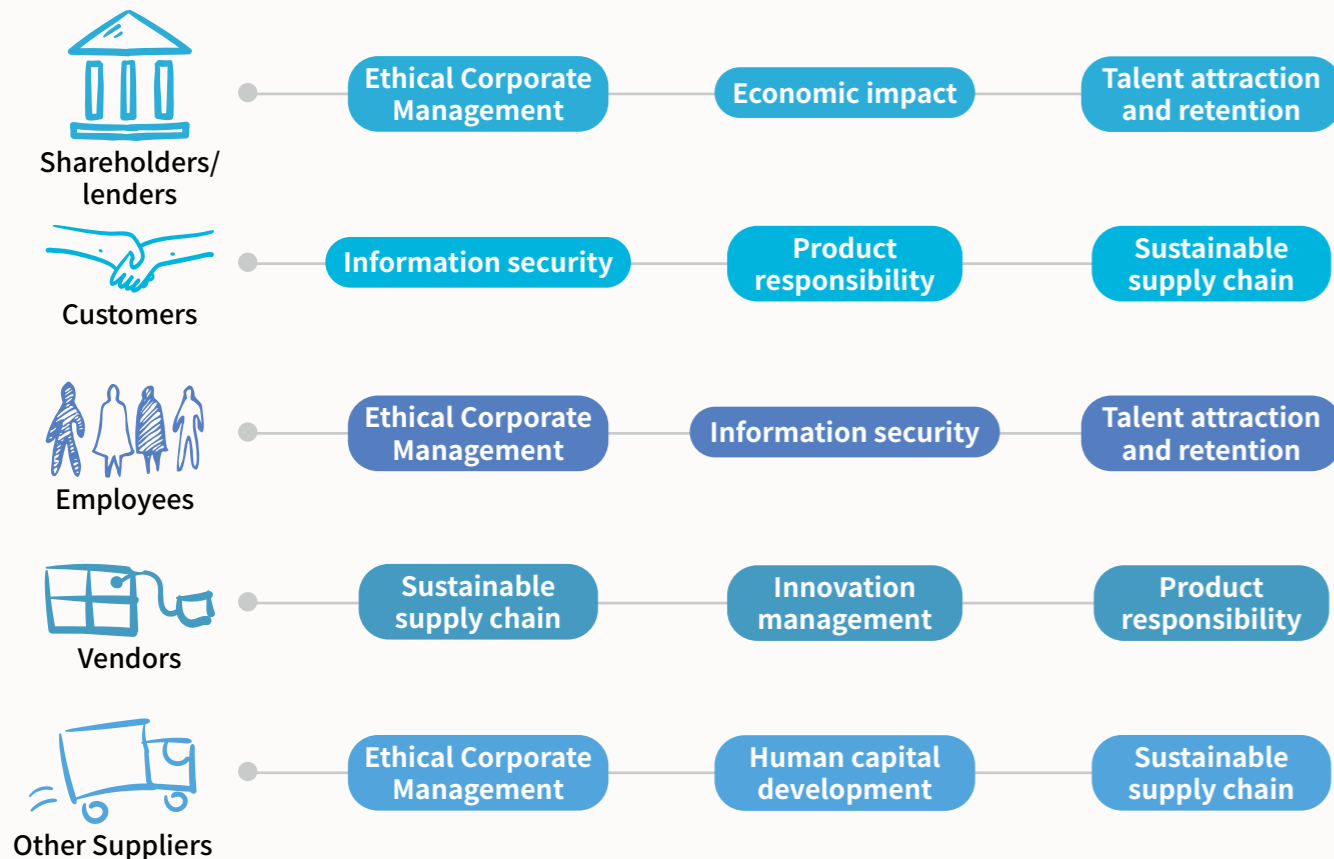 Shareholders/
lenders
Ethical Corporate
Management
Economic impact
Talent attraction
and retention
Customers
Information security
Product
responsibility
Sustainable
supply chain
Employees
Ethical Corporate
Management
Information security
Talent attraction
and retention
Vendors
Sustainable
supply chain
Innovation
management
Product
responsibility
Other Suppliers
Ethical Corporate
Management
Human capital
development
Sustainable
supply chain